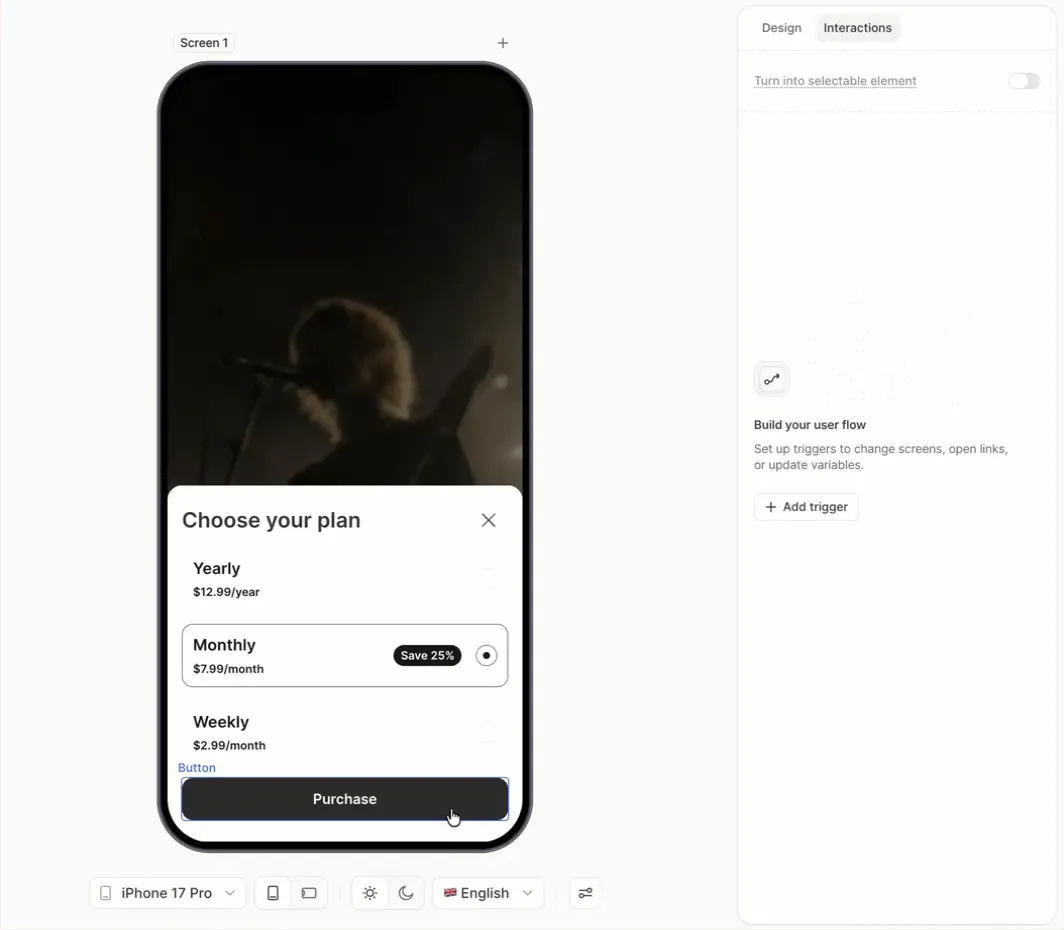 Screen 1
Design
Interactions
Turn into selectable element
Build your user flow
Set up triggers to change screens, open links,
or update variables.
Add trigger
Choose your plan
Yearly
$12.99/year
Monthly
$7.99/month
Save 25%
Weekly
$2.99/month
Button
Purchase
iPhone 17 Pro
English